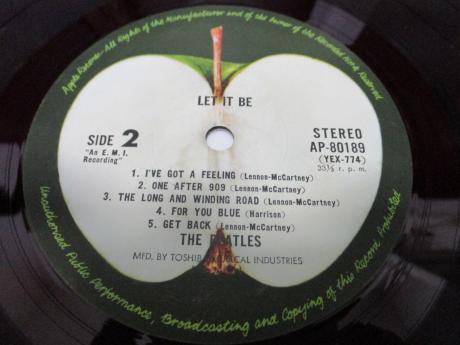 Apple Records-All Rights of the Manufacturer and of the Owner of the Recorded Work Reserved
LET IT BE
SIDE 2
"An E. M. I.
Recording"
STEREO
AP-80189
(YEX-774)
33⅓ r. p. m.
1. I'VE GOT A FEELING (Lennon-McCartney)
2. ONE AFTER 909 (Lennon-McCartney)
3. THE LONG AND WINDING ROAD (Lennon-McCartney)
4. FOR YOU BLUE (Harrison)
5. GET BACK (Lennon-McCartney)
THE BEATLES
MFD. BY TOSHIBA MUSICAL INDUSTRIES
Unauthorised Public Performance, Broadcasting and Copying of this Record Prohibited